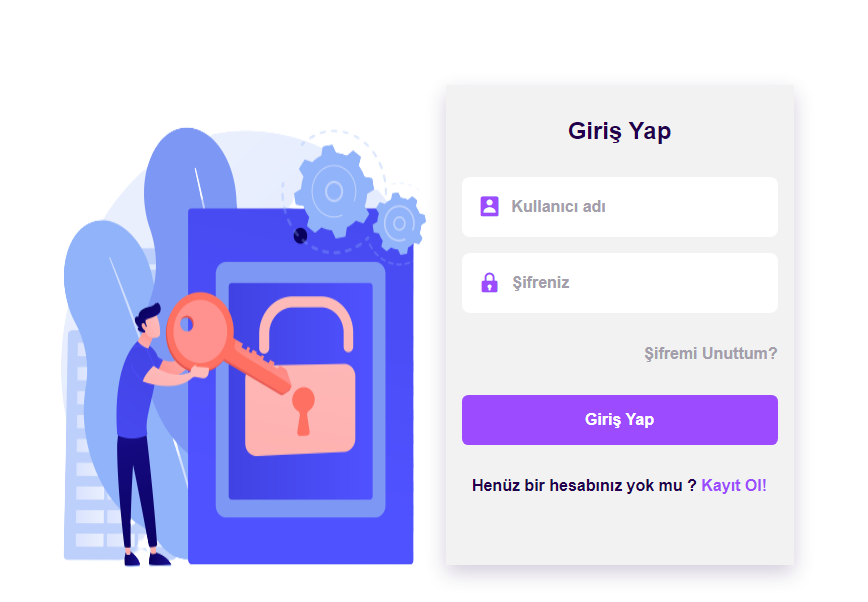 Giriş Yap
Kullanıcı adı
Şifreniz
Şifremi Unuttum?
Giriş Yap
Henüz bir hesabınız yok mu ? Kayıt Ol!